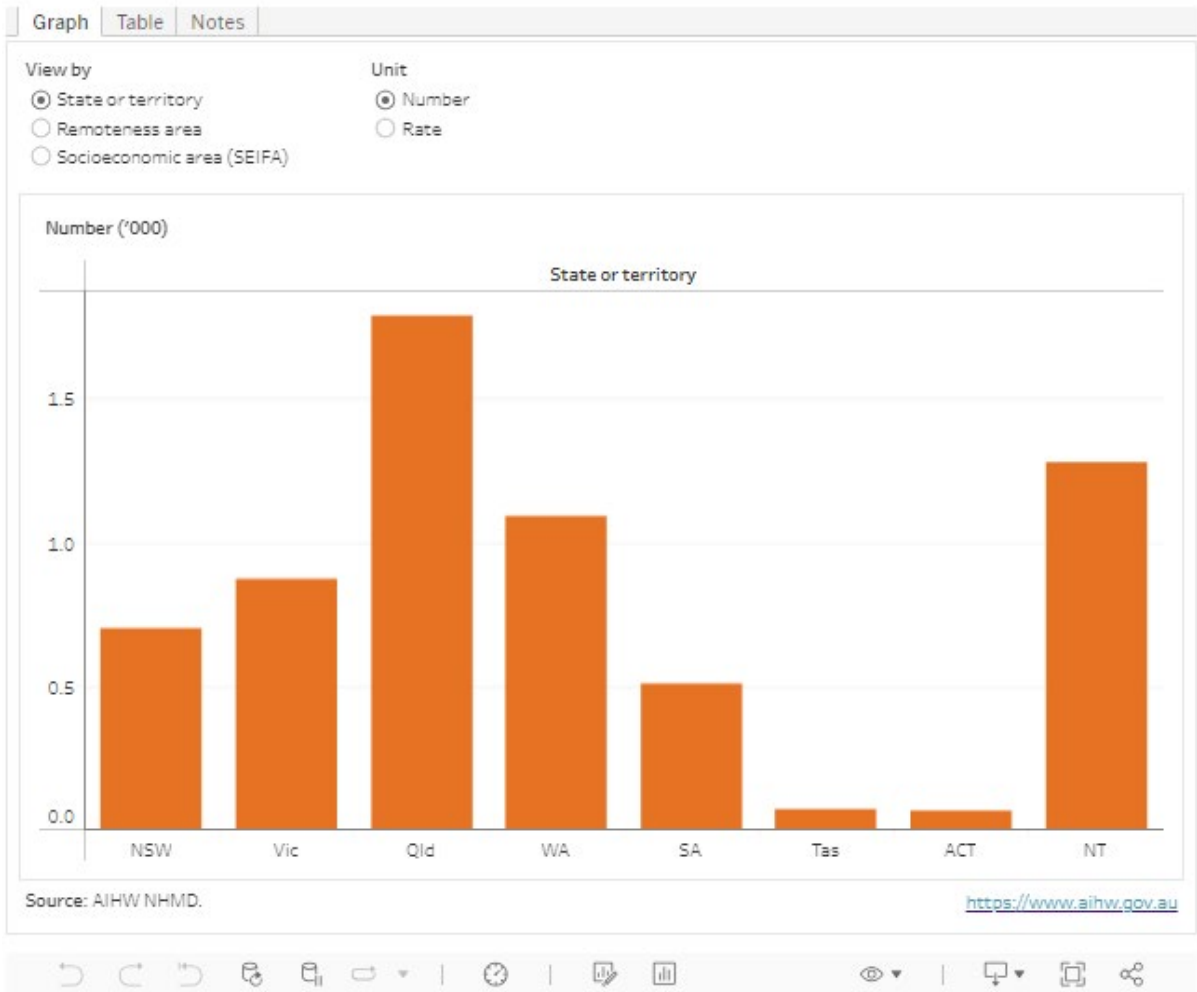 Graph Table Notes
View by Unit
State or territory Number
Remoteness area Rate
Socioeconomic area (SEIFA)
Number ('000)
State or territory
1.5
1.0
0.5
0.0
NSW Vic Qld WA SA Tas ACT NT
Source: AIHW NHMD. https://www.aihw.gov.au